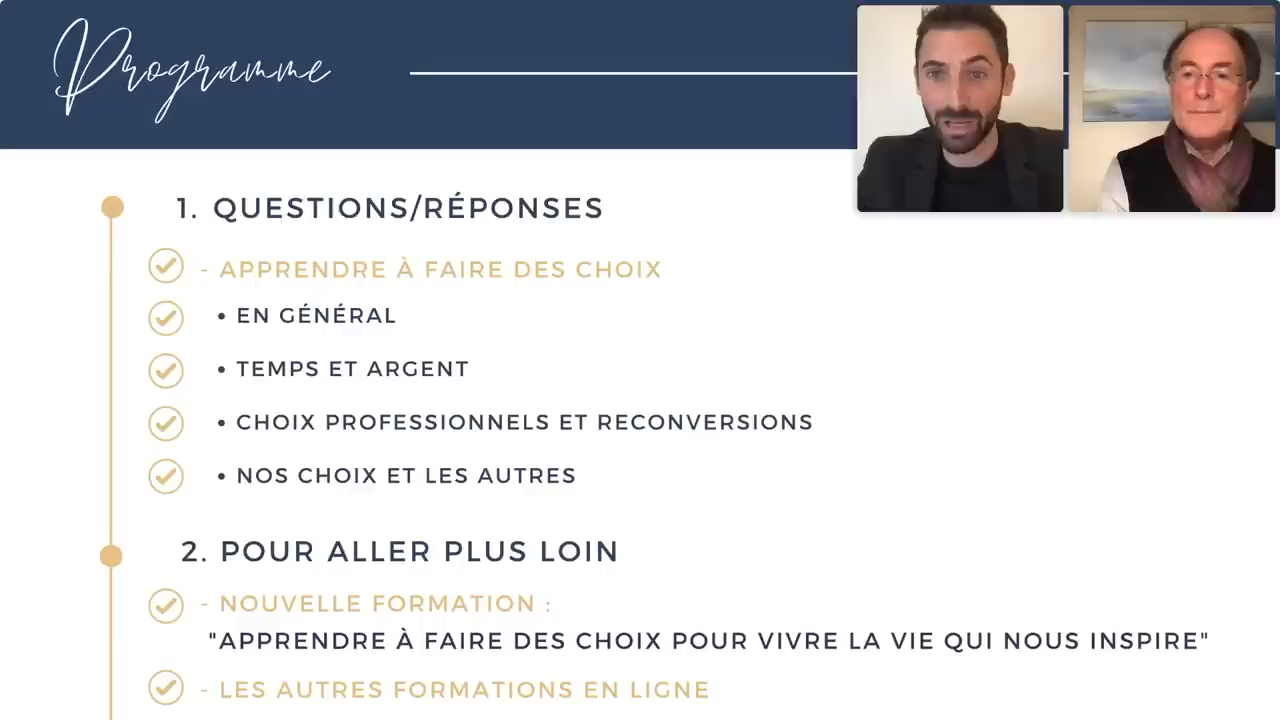 Programme
1. QUESTIONS/RÉPONSES
- APPRENDRE À FAIRE DES CHOIX
• EN GÉNÉRAL
• TEMPS ET ARGENT
• CHOIX PROFESSIONNELS ET RECONVERSIONS
• NOS CHOIX ET LES AUTRES
2. POUR ALLER PLUS LOIN
- NOUVELLE FORMATION :
"APPRENDRE À FAIRE DES CHOIX POUR VIVRE LA VIE QUI NOUS INSPIRE"
- LES AUTRES FORMATIONS EN LIGNE